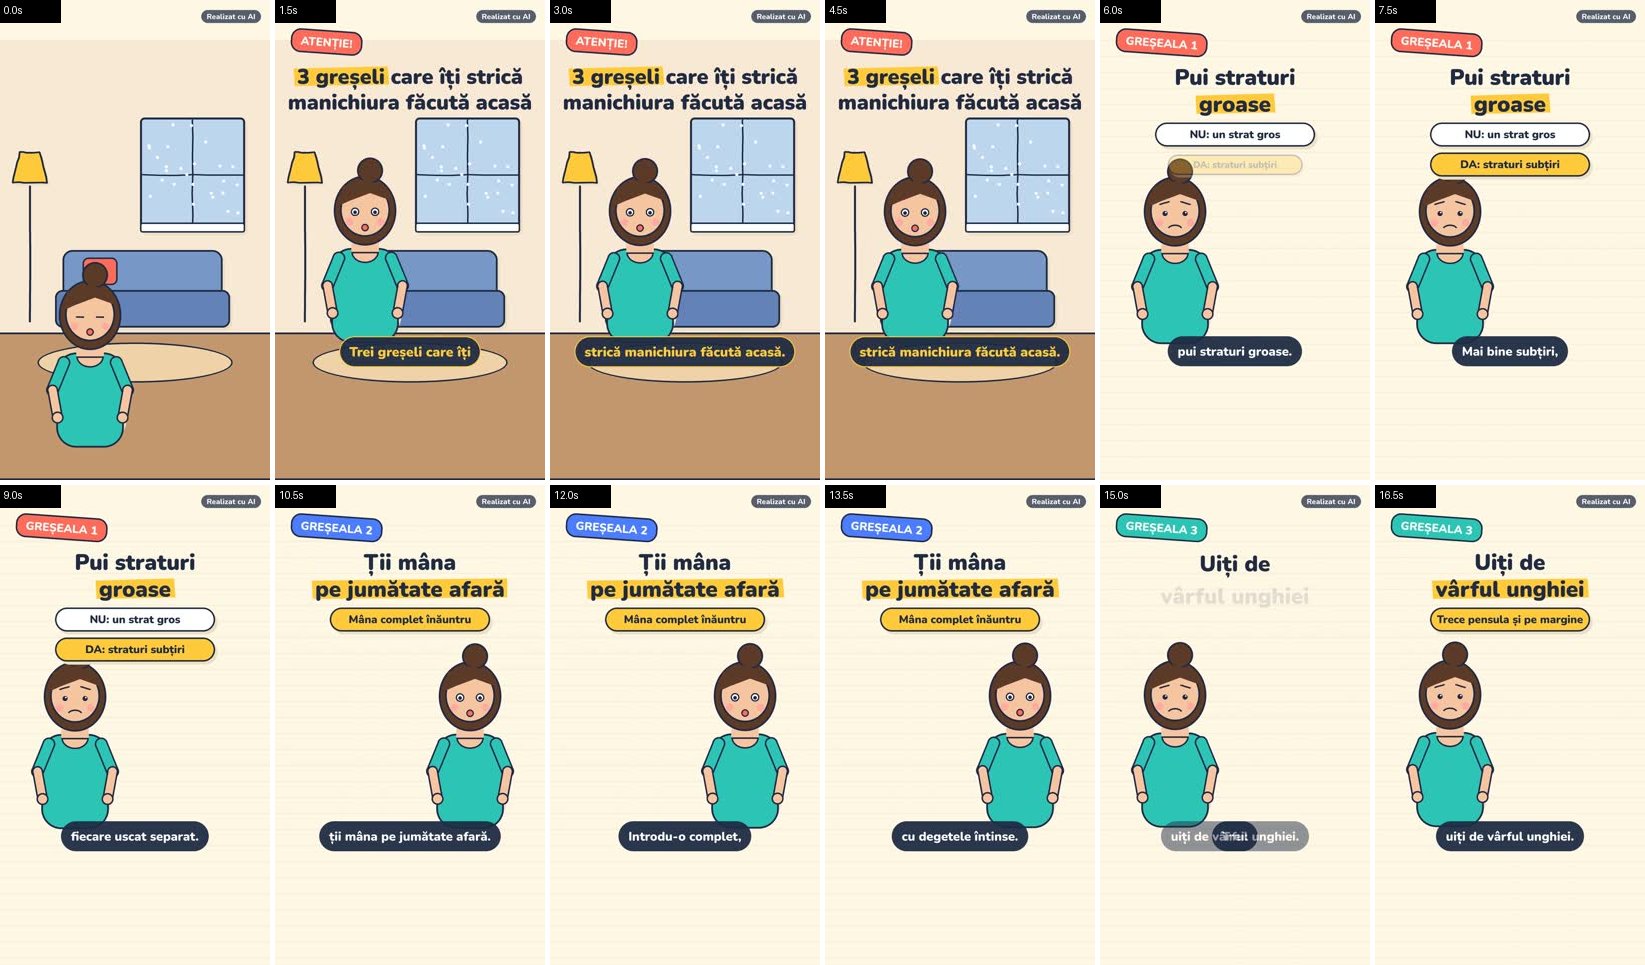 0.0s
Realizat cu AI
1.5s
Realizat cu AI
ATENȚIE!
3 greșeli care îți strică
manichiura făcută acasă
Trei greșeli care îți
3.0s
Realizat cu AI
ATENȚIE!
3 greșeli care îți strică
manichiura făcută acasă
strică manichiura făcută acasă.
4.5s
Realizat cu AI
ATENȚIE!
3 greșeli care îți strică
manichiura făcută acasă
strică manichiura făcută acasă.
6.0s
Realizat cu AI
GREȘEALA 1
Pui straturi
groase
NU: un strat gros
DA: straturi subțiri
pui straturi groase.
7.5s
Realizat cu AI
GREȘEALA 1
Pui straturi
groase
NU: un strat gros
DA: straturi subțiri
Mai bine subțiri,
9.0s
Realizat cu AI
GREȘEALA 1
Pui straturi
groase
NU: un strat gros
DA: straturi subțiri
fiecare uscat separat.
10.5s
Realizat cu AI
GREȘEALA 2
Ții mâna
pe jumătate afară
Mâna complet înăuntru
ții mâna pe jumătate afară.
12.0s
Realizat cu AI
GREȘEALA 2
Ții mâna
pe jumătate afară
Mâna complet înăuntru
Introdu-o complet,
13.5s
Realizat cu AI
GREȘEALA 2
Ții mâna
pe jumătate afară
Mâna complet înăuntru
cu degetele întinse.
15.0s
Realizat cu AI
GREȘEALA 3
Uiți de
vârful unghiei
uiți de vârful unghiei.
16.5s
Realizat cu AI
GREȘEALA 3
Uiți de
vârful unghiei
Trece pensula și pe margine
uiți de vârful unghiei.